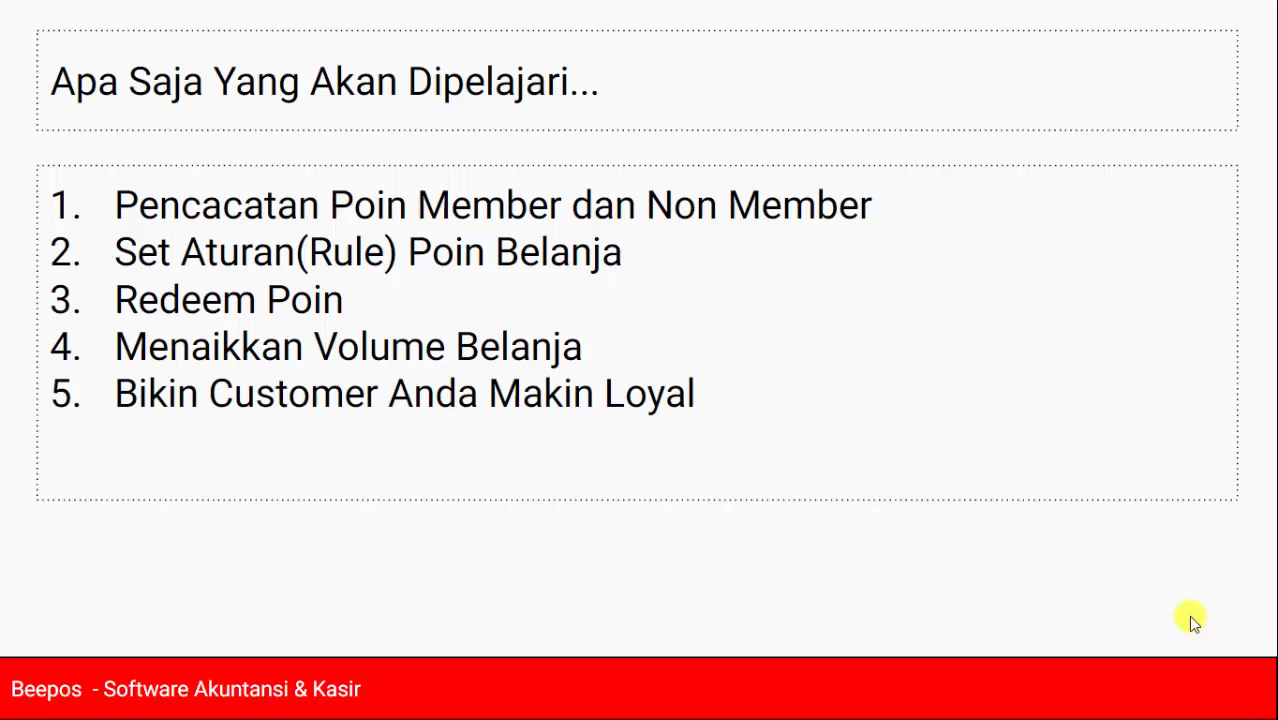 Apa Saja Yang Akan Dipelajari...
1. Pencacatan Poin Member dan Non Member
2. Set Aturan(Rule) Poin Belanja
3. Redeem Poin
4. Menaikkan Volume Belanja
5. Bikin Customer Anda Makin Loyal
Beepos - Software Akuntansi & Kasir